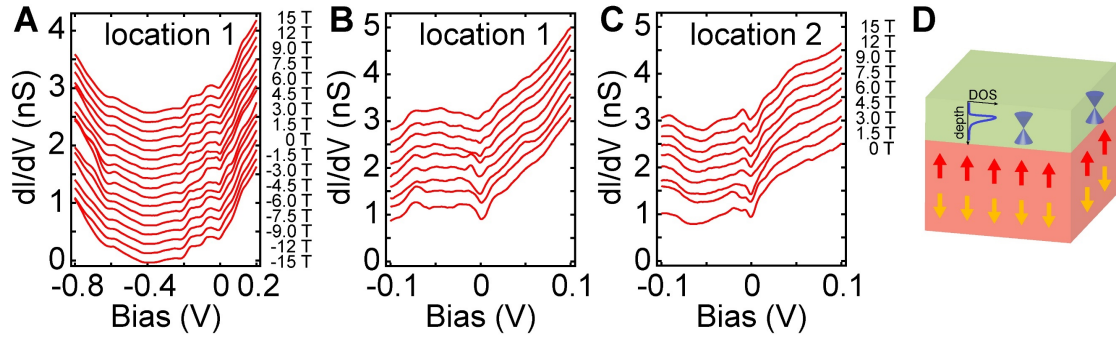 A
location 1
dI/dV (nS)
4
3
2
1
0
-0.8
-0.4
0
0.2
Bias (V)
15 T
12 T
9.0 T
7.5 T
6.0 T
4.5 T
3.0 T
1.5 T
0 T
-1.5 T
-3.0 T
-4.5 T
-6.0 T
-7.5 T
-9.0 T
-12 T
-15 T
B
location 1
dI/dV (nS)
5
4
3
2
1
0
-0.1
0
0.1
Bias (V)
C
location 2
dI/dV (nS)
5
4
3
2
1
0
-0.1
0
0.1
Bias (V)
15 T
12 T
9.0 T
7.5 T
6.0 T
4.5 T
3.0 T
1.5 T
0 T
D
DOS
depth